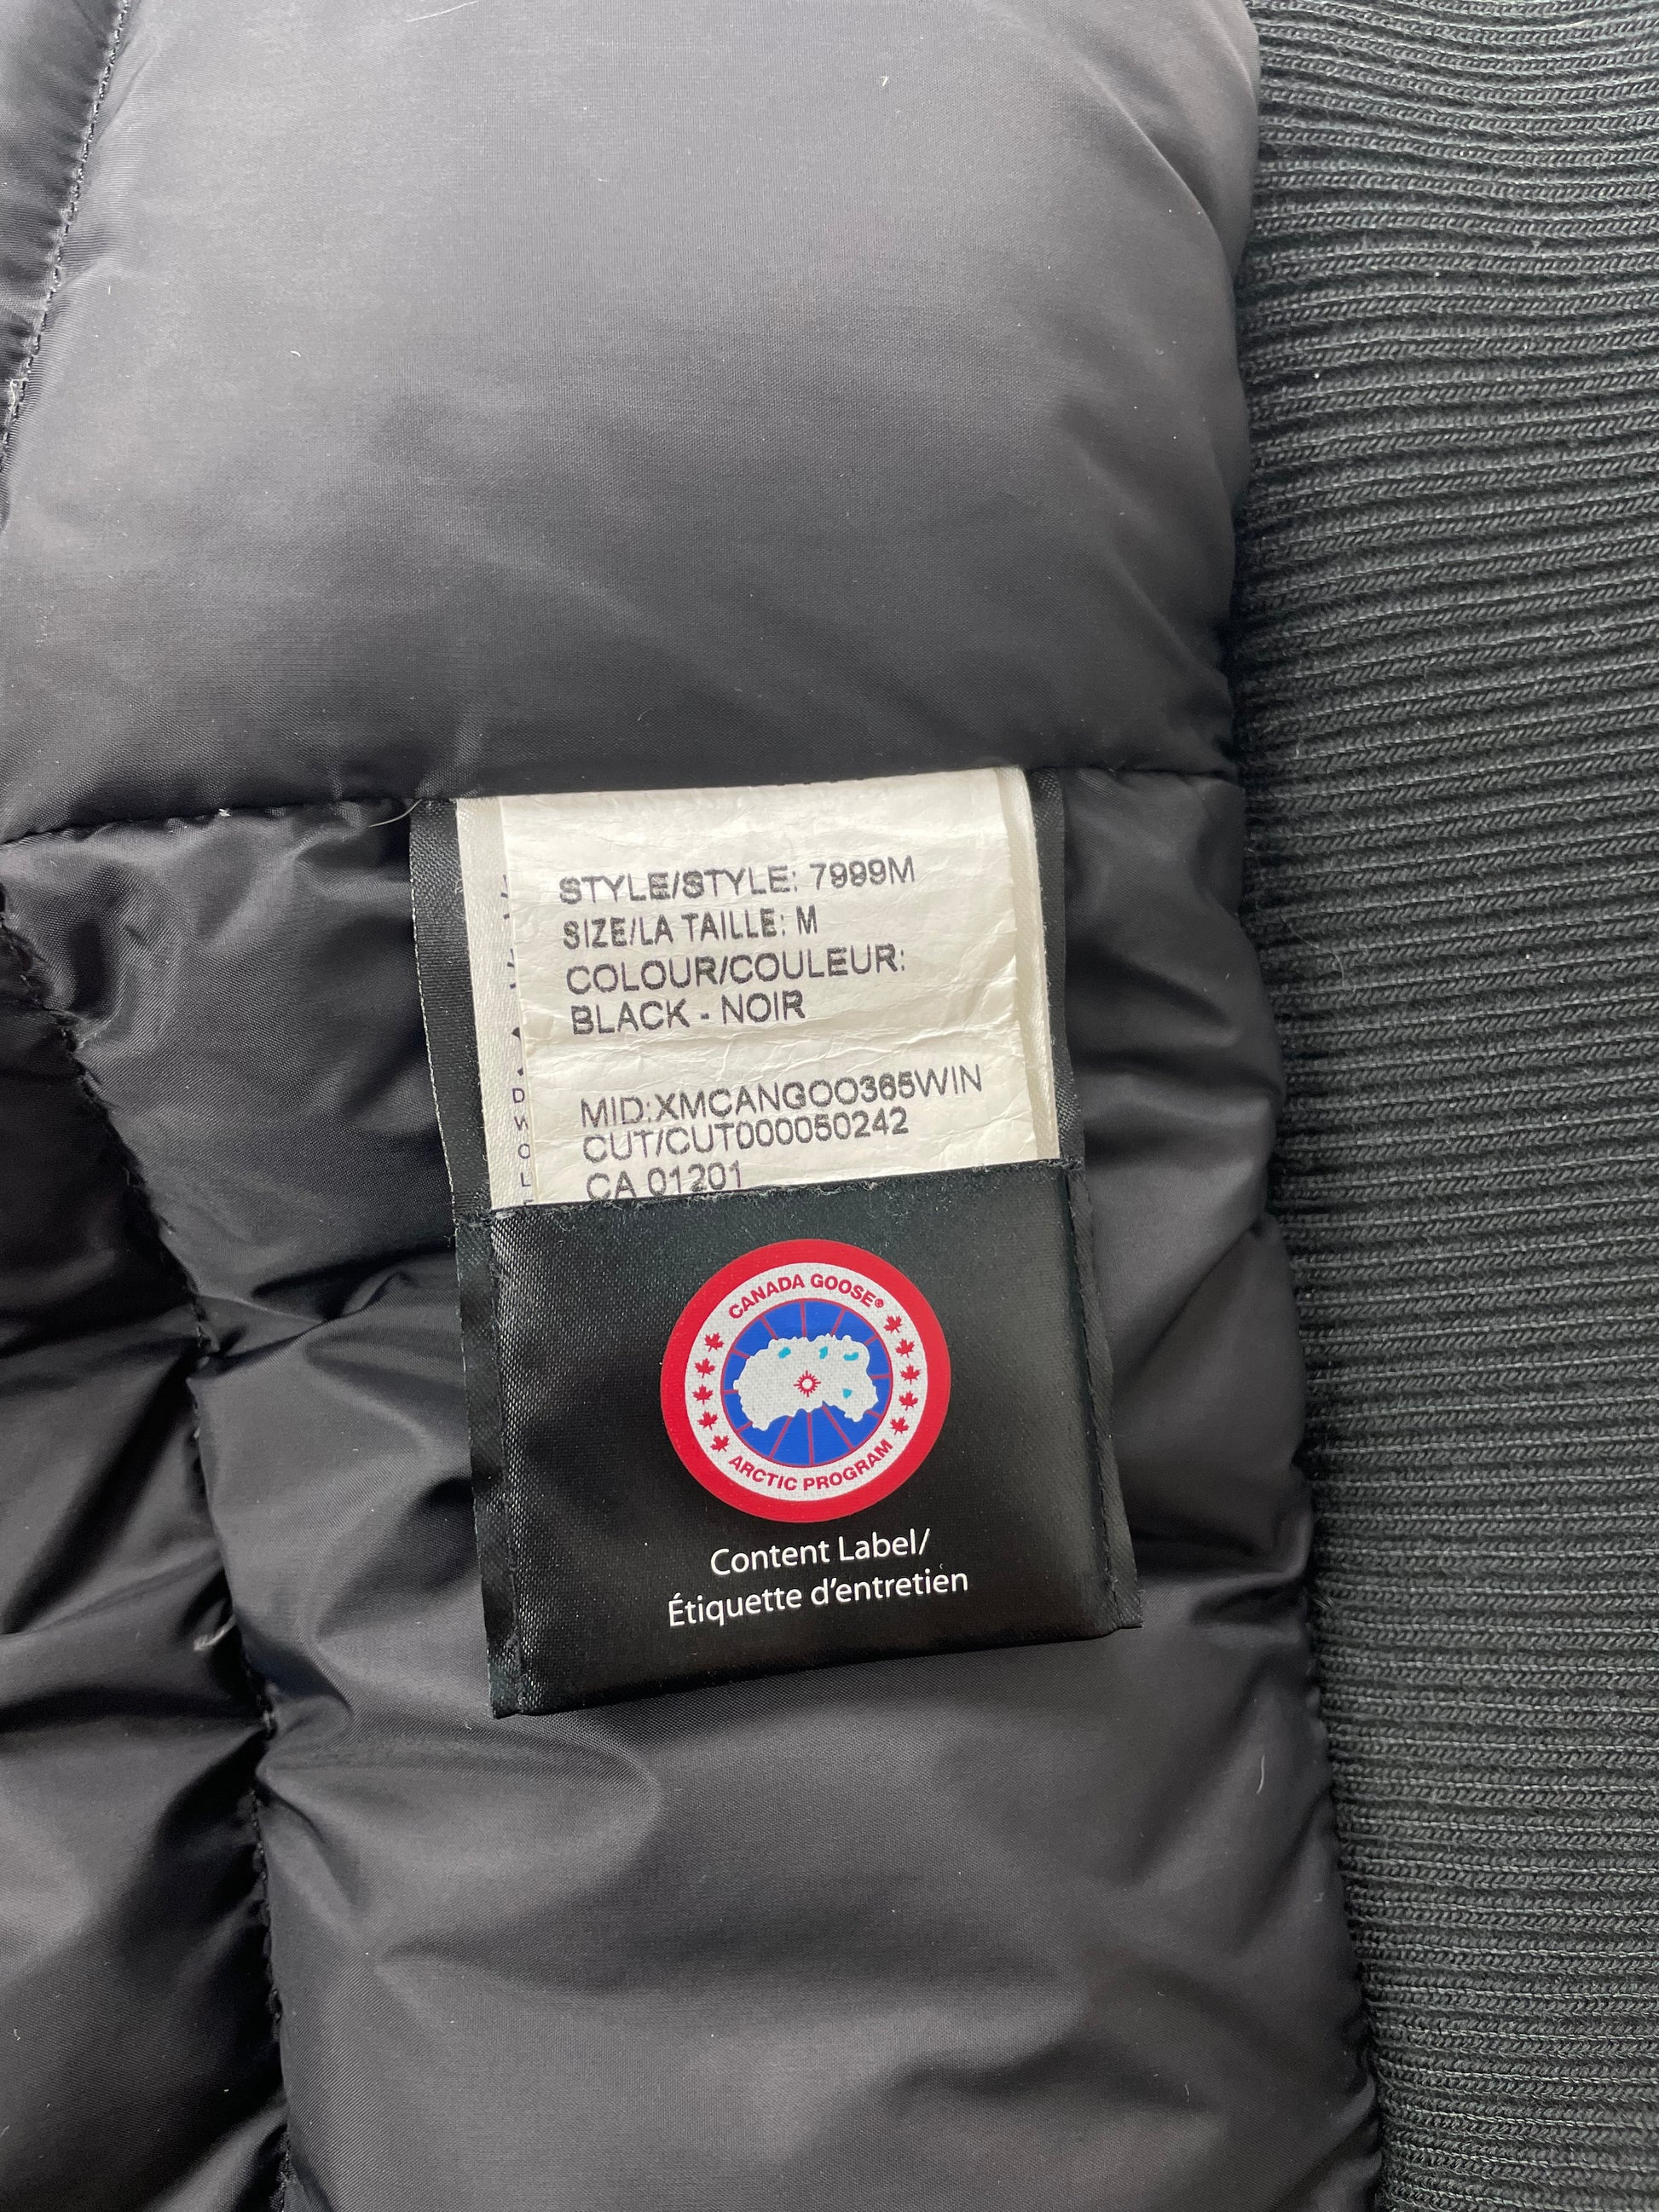 STYLE/STYLE: 7999M
SIZE/LA TAILLE: M
COLOUR/COULEUR:
BLACK - NOIR
MID:XMCANGOO365WIN
CUT/CUT000050242
CA 01201
CANADA GOOSE®
ARCTIC PROGRAM
Content Label/
Étiquette d'entretien